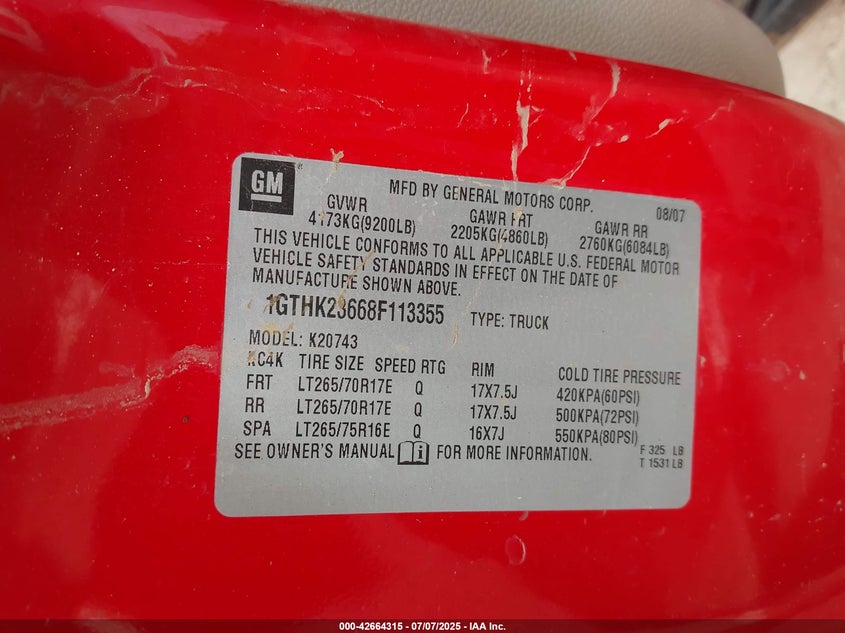 GM
MFD BY GENERAL MOTORS CORP. 08/07
GVWR GAWR FRT GAWR RR
4173KG(9200LB) 2205KG(4860LB) 2760KG(6084LB)
THIS VEHICLE CONFORMS TO ALL APPLICABLE U.S. FEDERAL MOTOR
VEHICLE SAFETY STANDARDS IN EFFECT ON THE DATE OF
MANUFACTURE SHOWN ABOVE.
1GTHK23668F113355 TYPE: TRUCK
MODEL: K20743
KC4K TIRE SIZE SPEED RTG RIM COLD TIRE PRESSURE
FRT LT265/70R17E Q 17X7.5J 420KPA(60PSI)
RR LT265/70R17E Q 17X7.5J 500KPA(72PSI)
SPA LT265/75R16E Q 16X7J 550KPA(80PSI)
SEE OWNER'S MANUAL i FOR MORE INFORMATION.
F 325 LB
T 1531 LB
000-42664315 - 07/07/2025 - IAA Inc.